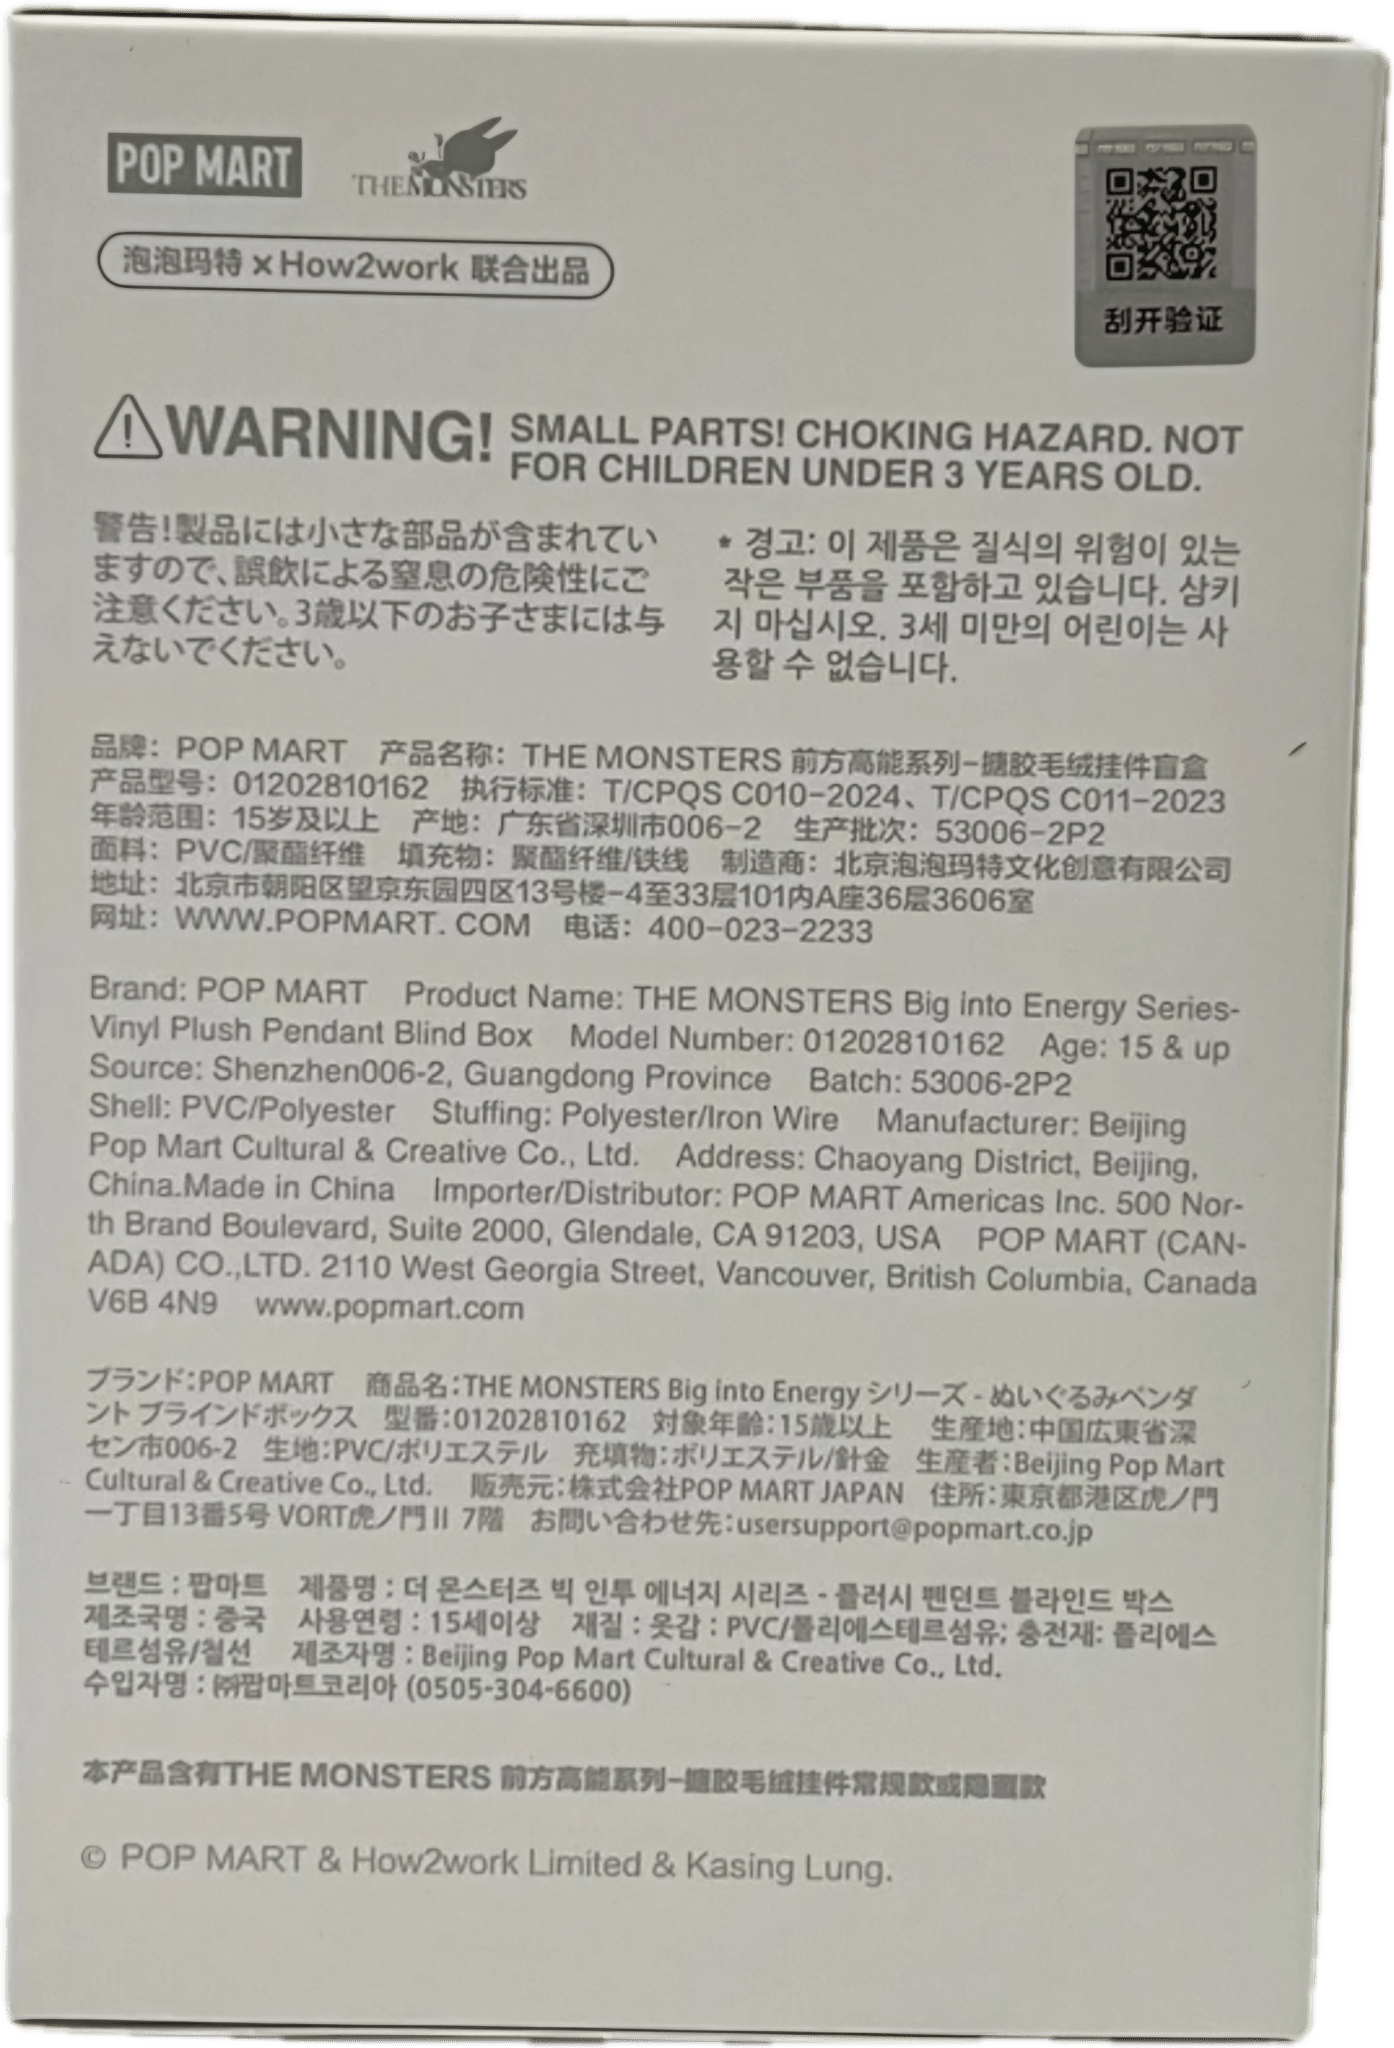 POP MART
THE MONSTERS
泡泡玛特 × How2work 联合出品
刮开验证
WARNING! SMALL PARTS! CHOKING HAZARD. NOT
FOR CHILDREN UNDER 3 YEARS OLD.
警告!製品には小さな部品が含まれてい
ますので、誤飲による窒息の危険性にご
注意ください。3歳以下のお子さまには与
えないでください。
* 경고: 이 제품은 질식의 위험이 있는
작은 부품을 포함하고 있습니다. 삼키
지 마십시오. 3세 미만의 어린이는 사
용할 수 없습니다.
品牌: POP MART 产品名称: THE MONSTERS 前方高能系列-搪胶毛绒挂件盲盒
产品型号: 01202810162 执行标准: T/CPQS C010-2024、T/CPQS C011-2023
年龄范围: 15岁及以上 产地: 广东省深圳市006-2 生产批次: 53006-2P2
面料: PVC/聚酯纤维 填充物: 聚酯纤维/铁线 制造商: 北京泡泡玛特文化创意有限公司
地址: 北京市朝阳区望京东园四区13号楼-4至33层101内A座36层3606室
网址: WWW.POPMART. COM 电话: 400-023-2233
Brand: POP MART Product Name: THE MONSTERS Big into Energy Series-
Vinyl Plush Pendant Blind Box Model Number: 01202810162 Age: 15 & up
Source: Shenzhen006-2, Guangdong Province Batch: 53006-2P2
Shell: PVC/Polyester Stuffing: Polyester/Iron Wire Manufacturer: Beijing
Pop Mart Cultural & Creative Co., Ltd. Address: Chaoyang District, Beijing,
China.Made in China Importer/Distributor: POP MART Americas Inc. 500 Nor-
th Brand Boulevard, Suite 2000, Glendale, CA 91203, USA POP MART (CAN-
ADA) CO.,LTD. 2110 West Georgia Street, Vancouver, British Columbia, Canada
V6B 4N9 www.popmart.com
ブランド:POP MART 商品名:THE MONSTERS Big into Energy シリーズ - ぬいぐるみペンダ
ント ブラインドボックス 型番:01202810162 対象年齢:15歳以上 生産地:中国広東省深
セン市006-2 生地:PVC/ポリエステル 充填物:ポリエステル/針金 生産者:Beijing Pop Mart
Cultural & Creative Co., Ltd. 販売元:株式会社POP MART JAPAN 住所:東京都港区虎ノ門
一丁目13番5号 VORT虎ノ門 II 7階 お問い合わせ先:usersupport@popmart.co.jp
브랜드 : 팝마트 제품명 : 더 몬스터즈 빅 인투 에너지 시리즈 - 플러시 펜던트 블라인드 박스
제조국명 : 중국 사용연령 : 15세이상 재질 : 옷감 : PVC/폴리에스테르섬유; 충전재: 폴리에스
테르섬유/철선 제조자명 : Beijing Pop Mart Cultural & Creative Co., Ltd.
수입자명 : ㈜팝마트코리아 (0505-304-6600)
本产品含有THE MONSTERS 前方高能系列-搪胶毛绒挂件常规款或隐藏款
© POP MART & How2work Limited & Kasing Lung.